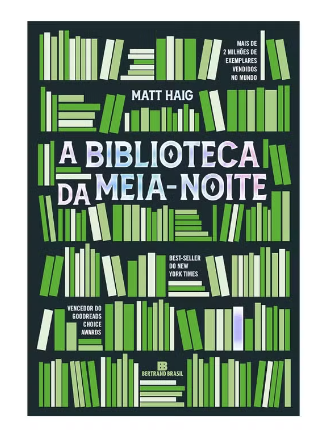 MAIS DE
2 MILHÕES DE
EXEMPLARES
VENDIDOS
NO MUNDO
MATT HAIG
A BIBLIOTECA
DA MEIA-NOITE
BEST-SELLER
DO NEW
YORK TIMES
VENCEDOR DO
GOODREADS
CHOICE
AWARDS
BB
BERTRAND BRASIL